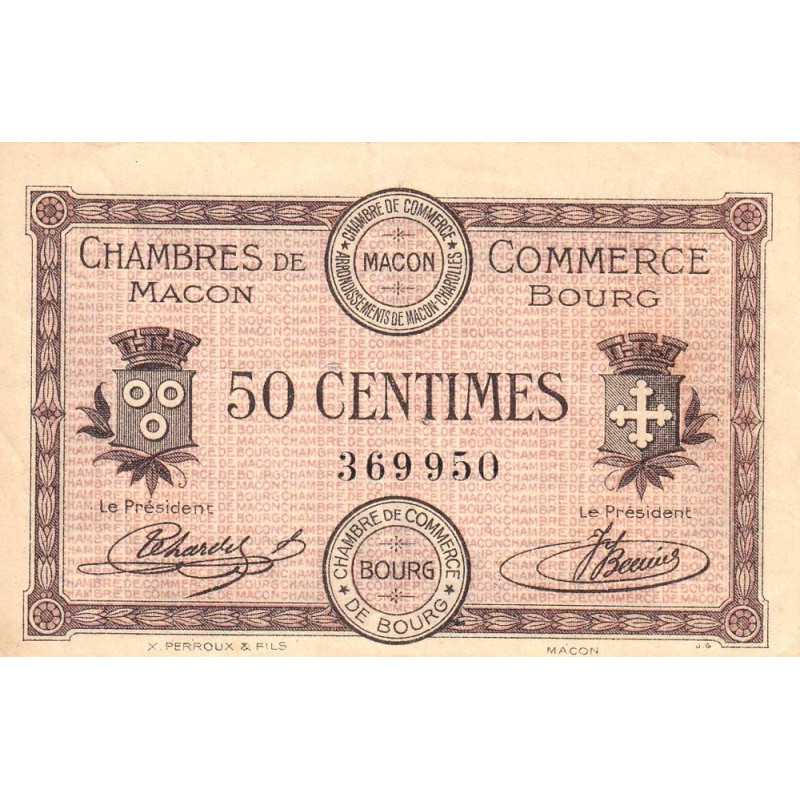 CHAMBRES DE COMMERCE
MACON BOURG
CHAMBRE DE COMMERCE
MACON
ARRONDISSEMENTS DE MACON-CHAROLLES
50 CENTIMES
369950
Le Président
Le Président
CHAMBRE DE COMMERCE
BOURG
DE BOURG
X. PERROUX & FILS
MACON
J.G